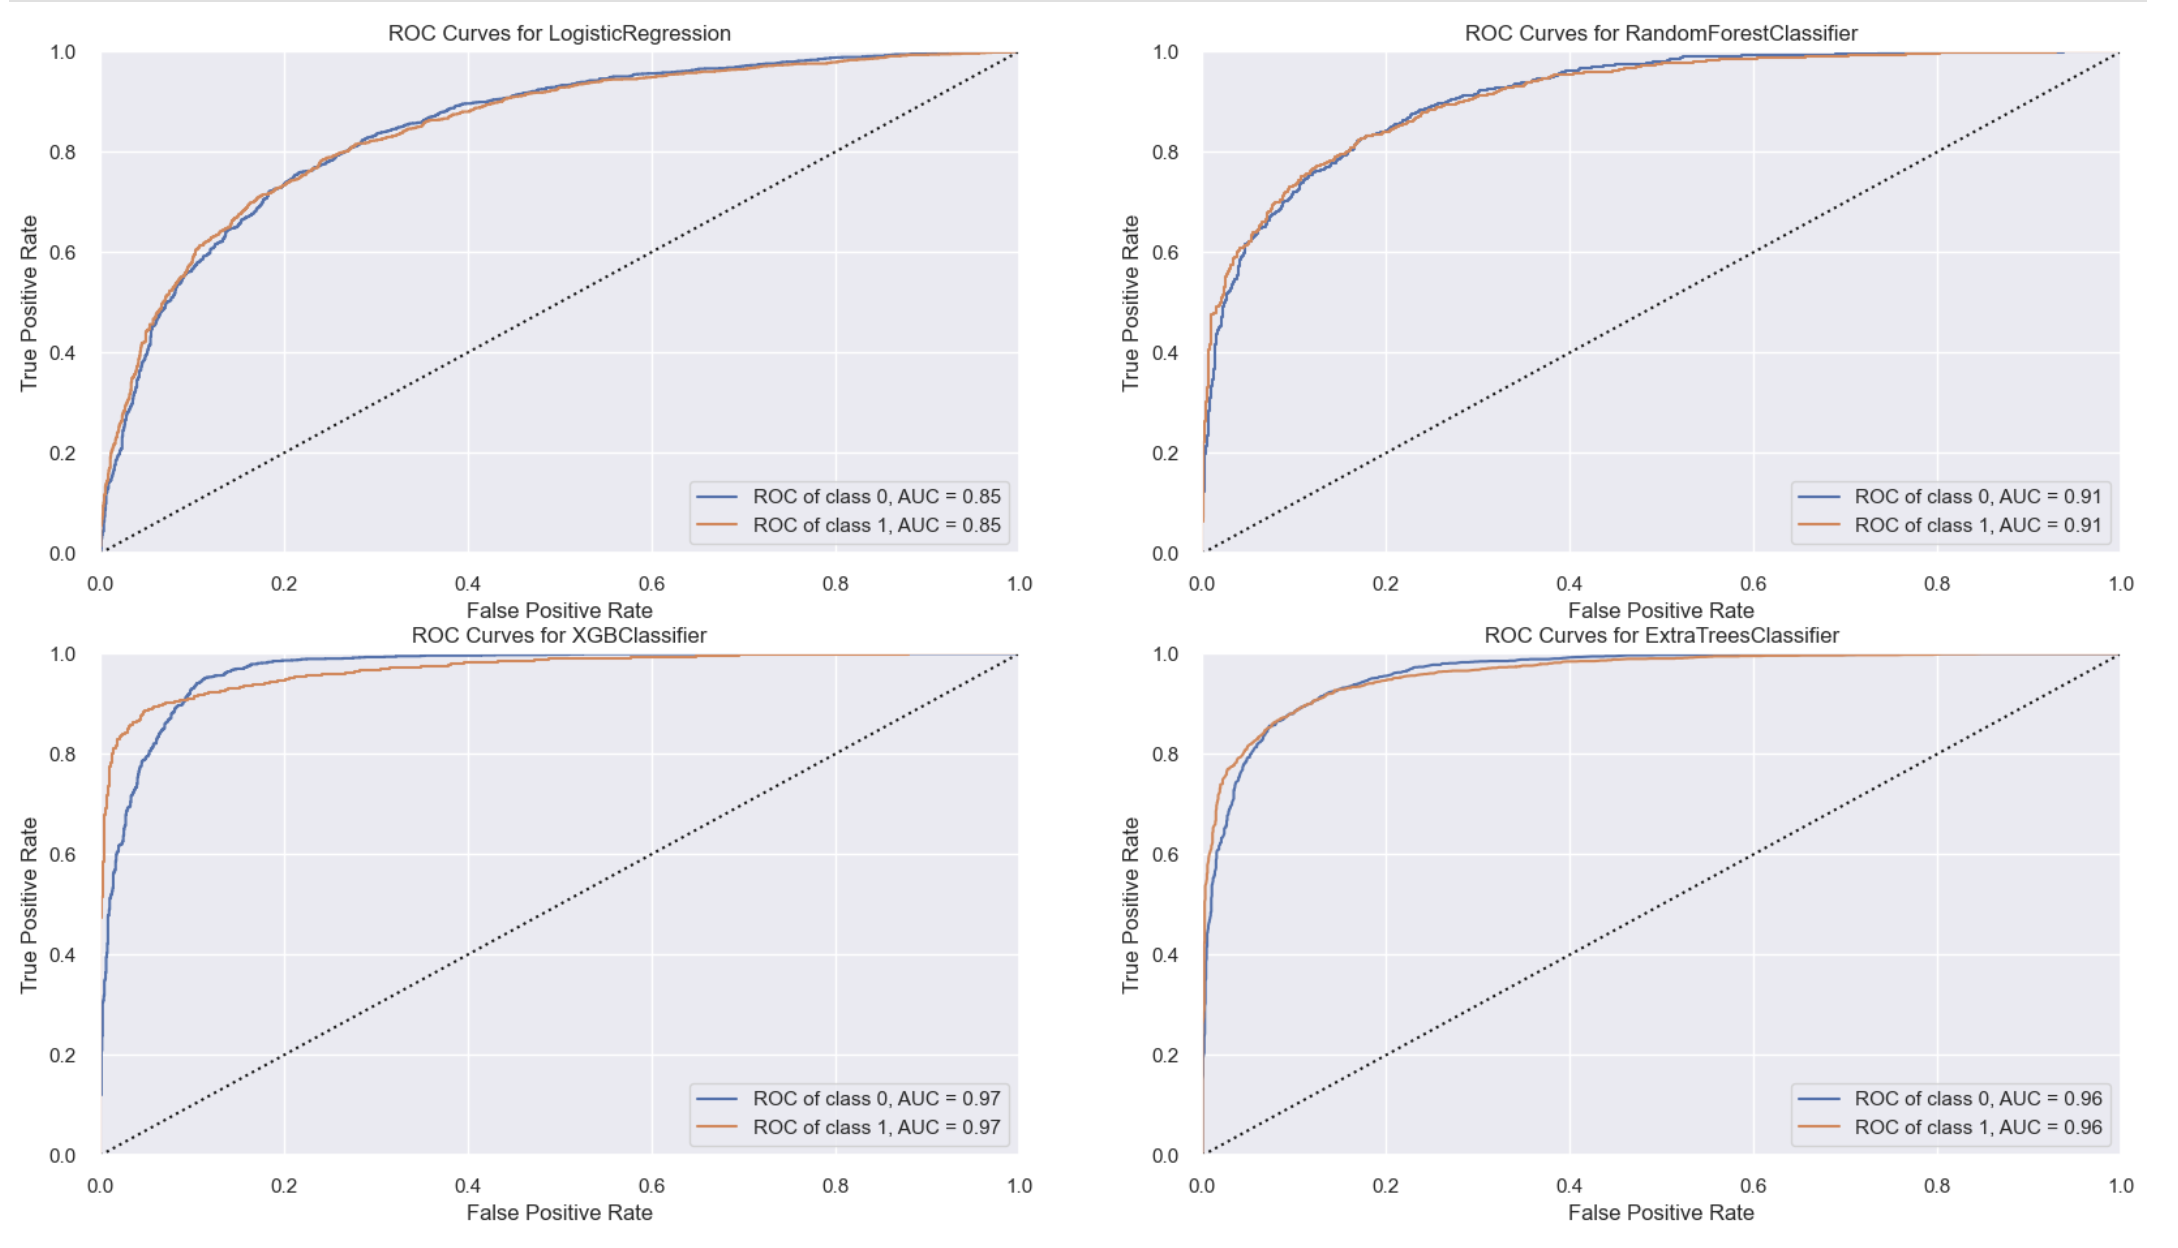 ROC Curves for LogisticRegression
1.0
0.8
0.6
0.4
0.2
0.0
True Positive Rate
ROC of class 0, AUC = 0.85
ROC of class 1, AUC = 0.85
0.0 0.2 0.4 0.6 0.8 1.0
False Positive Rate
ROC Curves for RandomForestClassifier
1.0
0.8
0.6
0.4
0.2
0.0
True Positive Rate
ROC of class 0, AUC = 0.91
ROC of class 1, AUC = 0.91
0.0 0.2 0.4 0.6 0.8 1.0
False Positive Rate
ROC Curves for XGBClassifier
1.0
0.8
0.6
0.4
0.2
0.0
True Positive Rate
ROC of class 0, AUC = 0.97
ROC of class 1, AUC = 0.97
0.0 0.2 0.4 0.6 0.8 1.0
False Positive Rate
ROC Curves for ExtraTreesClassifier
1.0
0.8
0.6
0.4
0.2
0.0
True Positive Rate
ROC of class 0, AUC = 0.96
ROC of class 1, AUC = 0.96
0.0 0.2 0.4 0.6 0.8 1.0
False Positive Rate